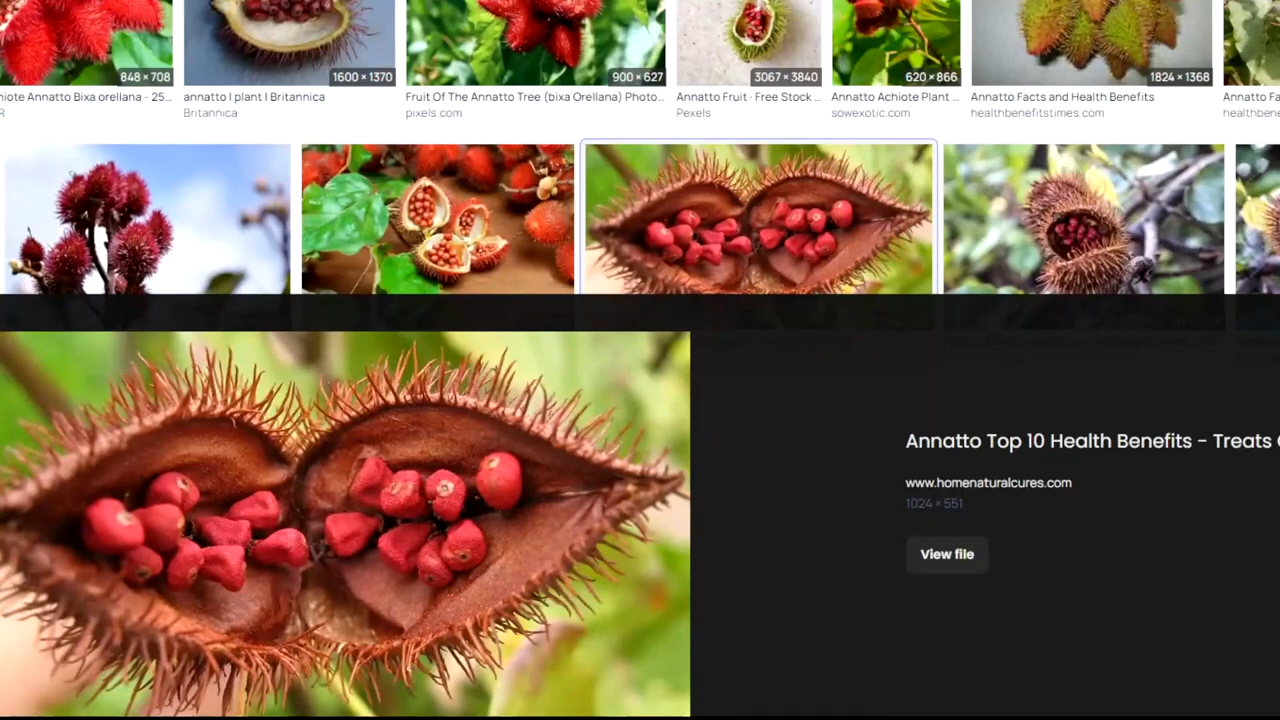 848 × 708
1600 × 1370
900 × 627
3067 × 3840
620 × 866
1824 × 1368
hiote Annatto Bixa orellana - 25...
annatto | plant | Britannica
Fruit Of The Annatto Tree (bixa Orellana) Photo...
Annatto Fruit · Free Stock ...
Annatto Achiote Plant ...
Annatto Facts and Health Benefits
Annatto Fa
R
Britannica
pixels.com
Pexels
sowexotic.com
healthbenefitstimes.com
healthbene
Annatto Top 10 Health Benefits - Treats
www.homenaturalcures.com
1024 × 551
View file